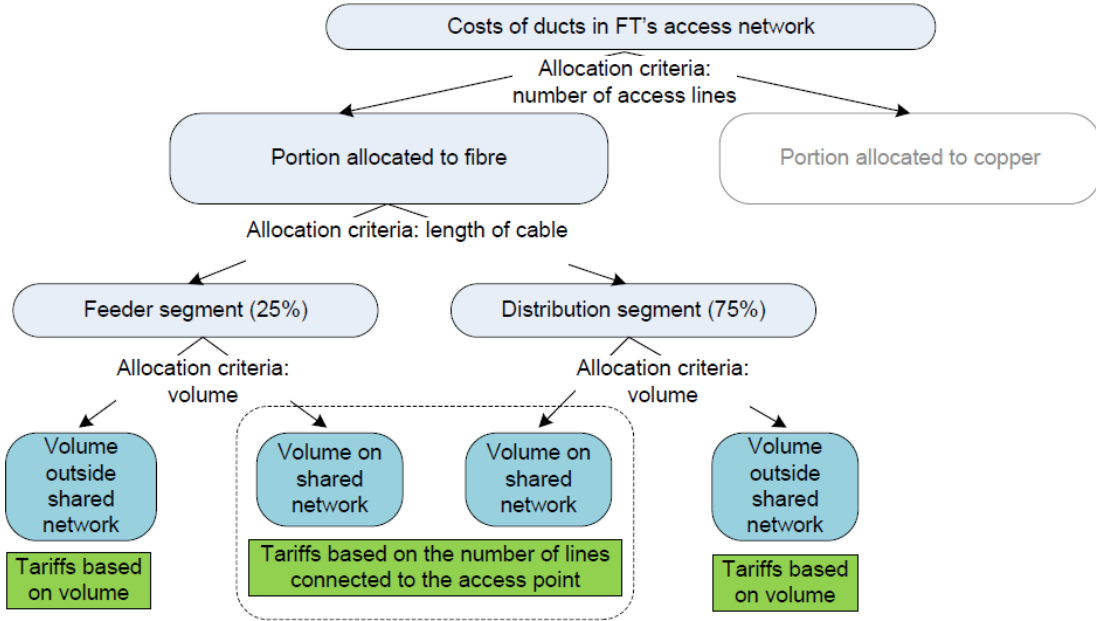 Costs of ducts in FT's access network
Allocation criteria:
number of access lines
Portion allocated to fibre
Portion allocated to copper
Allocation criteria: length of cable
Feeder segment (25%)
Distribution segment (75%)
Allocation criteria:
volume
Allocation criteria:
volume
Volume
outside
shared
network
Volume on
shared
network
Volume on
shared
network
Volume
outside
shared
network
Tariffs based
on volume
Tariffs based on the number of lines
connected to the access point
Tariffs based
on volume